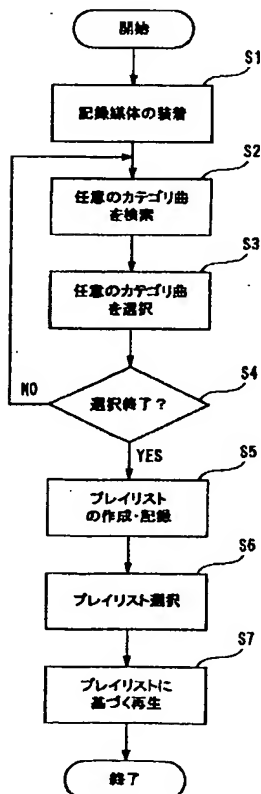 開始
S1
記録媒体の装着
S2
任意のカテゴリ曲
を検索
S3
任意のカテゴリ曲
を選択
S4
選択終了?
NO
YES
S5
プレイリスト
の作成・記録
S6
プレイリスト選択
S7
プレイリストに
基づく再生
終了